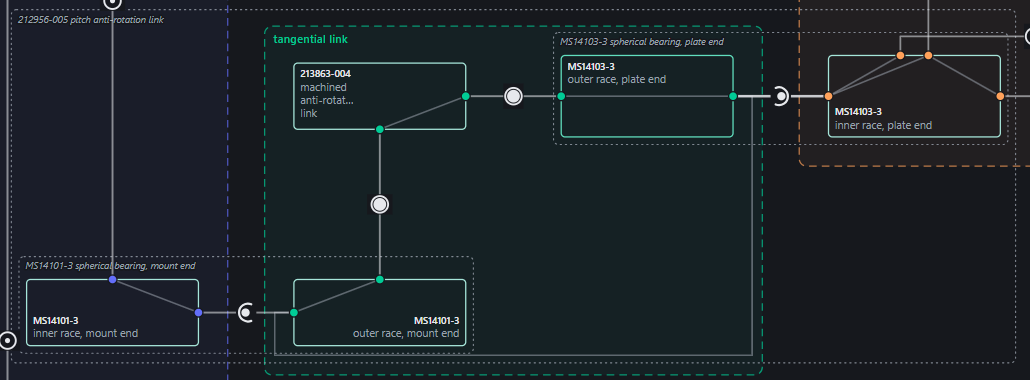 212956-005 pitch anti-rotation link
tangential link
213863-004
machined
anti-rotat...
link
MS14103-3 spherical bearing, plate end
MS14103-3
outer race, plate end
MS14103-3
inner race, plate end
MS14101-3 spherical bearing, mount end
MS14101-3
inner race, mount end
MS14101-3
outer race, mount end